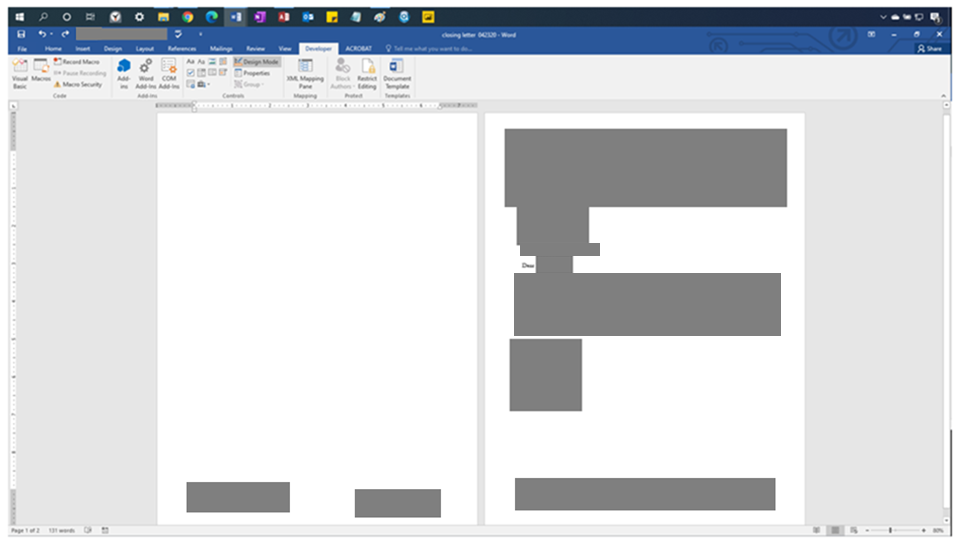 closing letter 042320 - Word
File Home Insert Design Layout References Mailings Review View Developer ACROBAT Tell me what you want to do... Share
Visual Basic
Macros
Record Macro
Pause Recording
Macro Security
Code
Add-ins
Word Add-ins
COM Add-Ins
Add-Ins
Aa Aa
Design Mode
Properties
Group
Controls
XML Mapping Pane
Mapping
Block Authors
Restrict Editing
Protect
Document Template
Templates
Dear
Page 1 of 2 131 words 80%